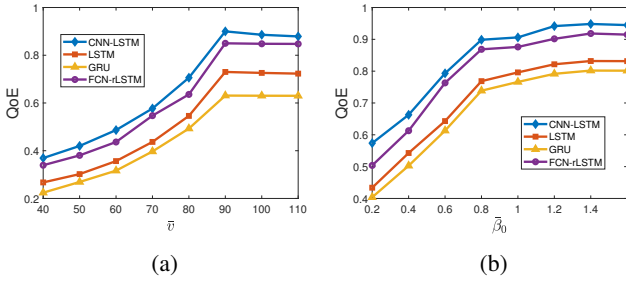 1
0.8
0.6
0.4
0.2
QoE
CNN-LSTM
LSTM
GRU
FCN-rLSTM
40 50 60 70 80 90 100 110
v̄
(a)
1
0.9
0.8
0.7
0.6
0.5
0.4
QoE
CNN-LSTM
LSTM
GRU
FCN-rLSTM
0.2 0.4 0.6 0.8 1 1.2 1.4
β̄₀
(b)